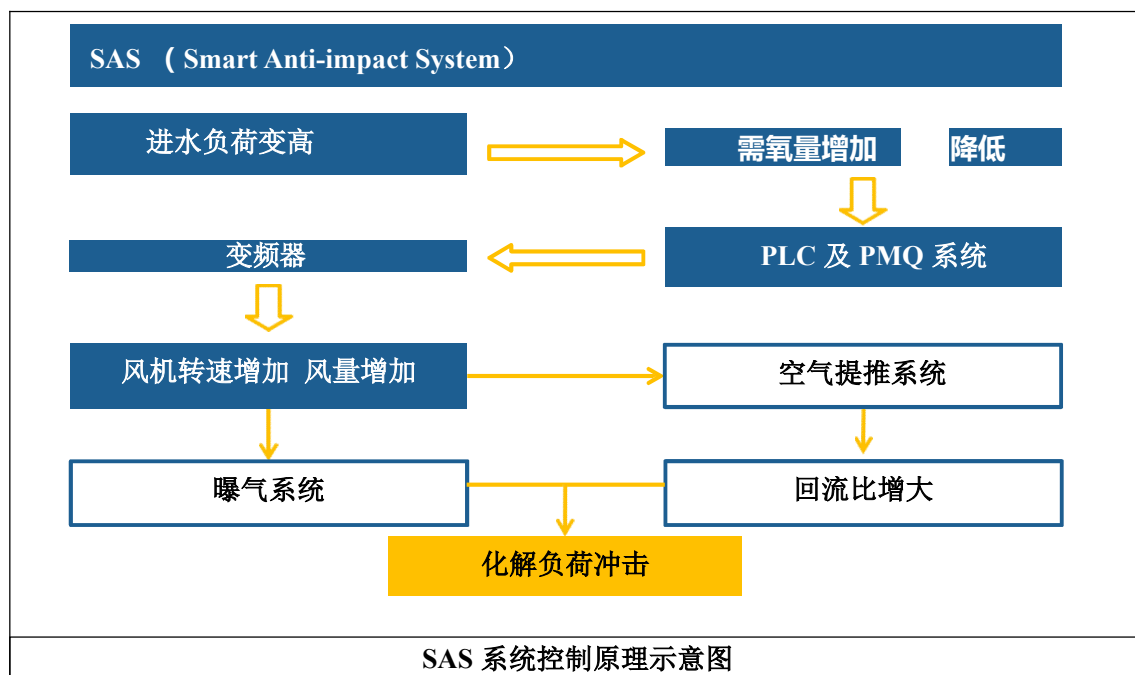 SAS （Smart Anti-impact System）
进水负荷变高
需氧量增加 降低
变频器
PLC 及 PMQ 系统
风机转速增加 风量增加
空气提推系统
曝气系统
回流比增大
化解负荷冲击
SAS 系统控制原理示意图